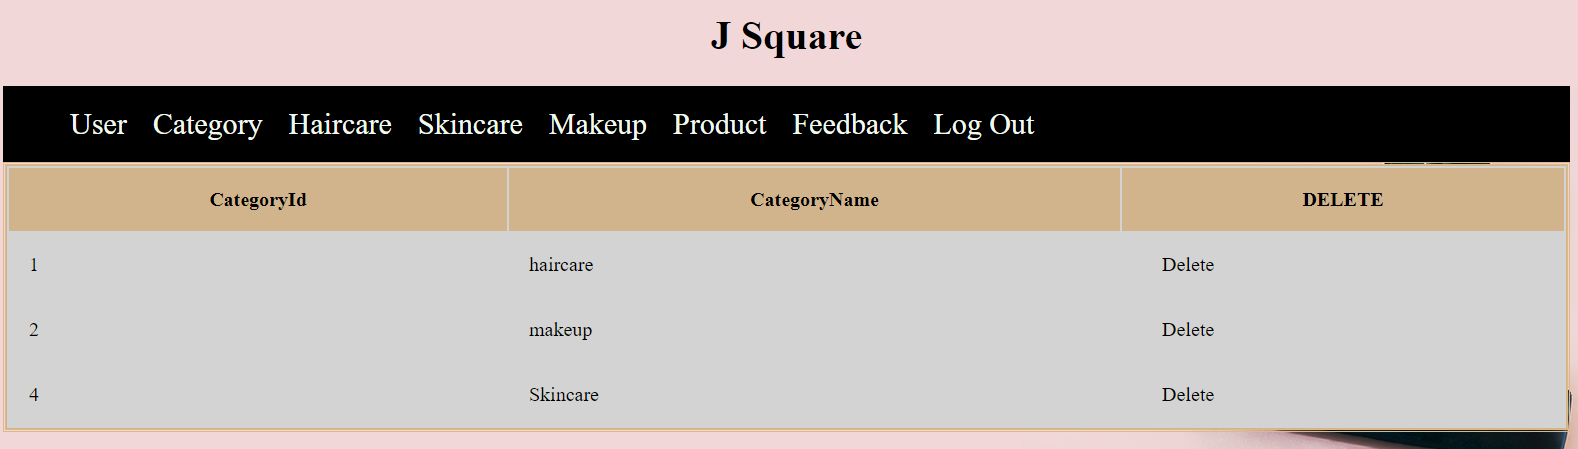 J Square
User Category Haircare Skincare Makeup Product Feedback Log Out
CategoryId CategoryName DELETE
1 haircare Delete
2 makeup Delete
4 Skincare Delete